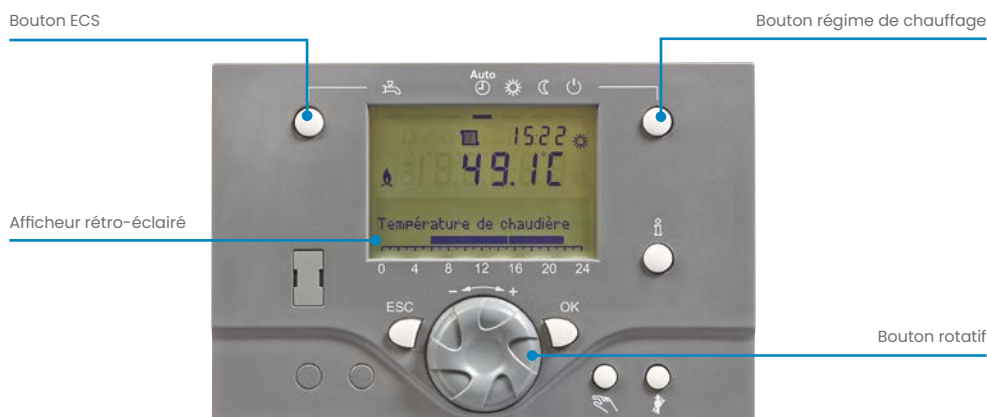 Bouton ECS
Bouton régime de chauffage
Auto
15:22
49.1°C
Afficheur rétro-éclairé
Température de chaudière
0 4 8 12 16 20 24
- +
ESC
OK
Bouton rotatif